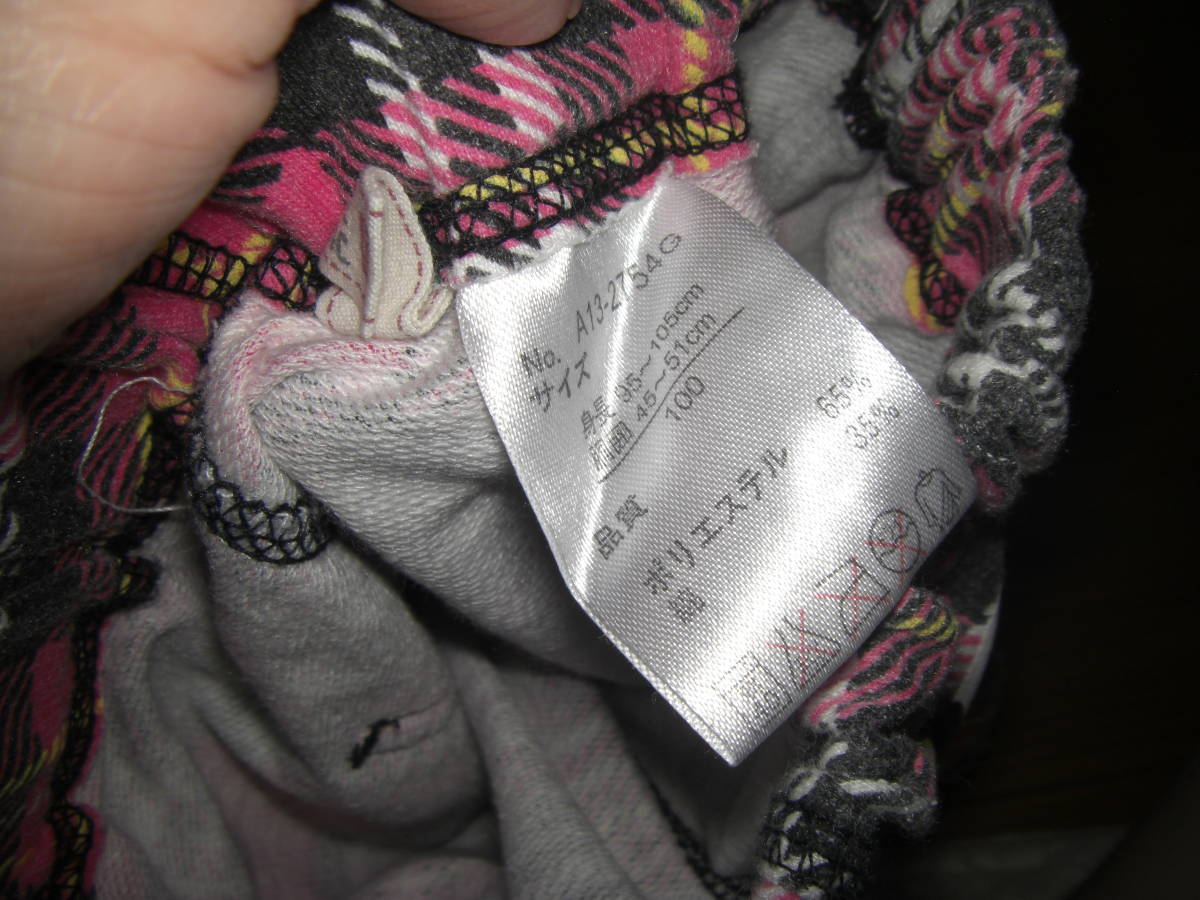 No. A13-2754G
サイズ
身長 95～105cm
胴囲 45～51cm
100
品質
ポリエステル 65%
綿 35%